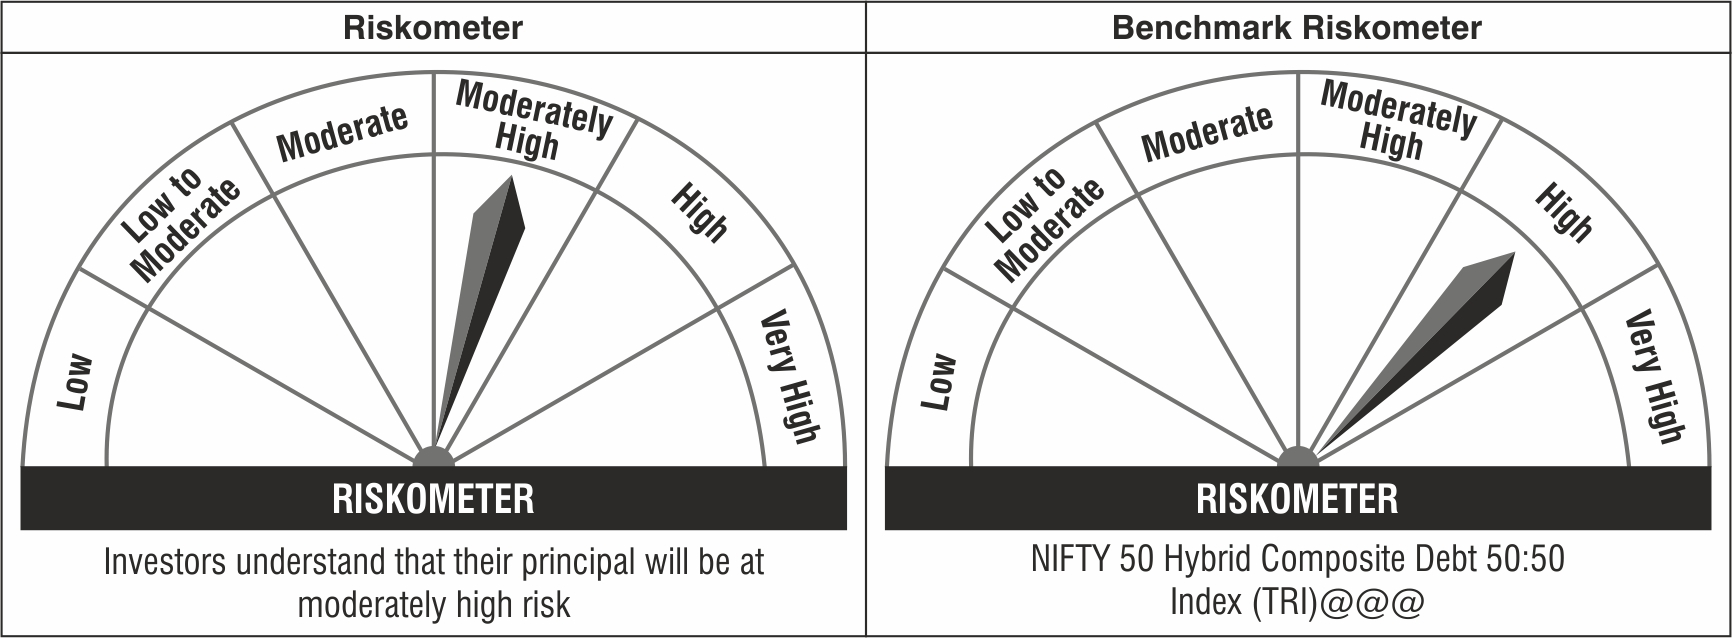 Riskometer
Low
Low to
Moderate
Moderate
Moderately
High
High
Very High
RISKOMETER
Investors understand that their principal will be at
moderately high risk
Benchmark Riskometer
Low
Low to
Moderate
Moderate
Moderately
High
High
Very High
RISKOMETER
NIFTY 50 Hybrid Composite Debt 50:50
Index (TRI)@@@